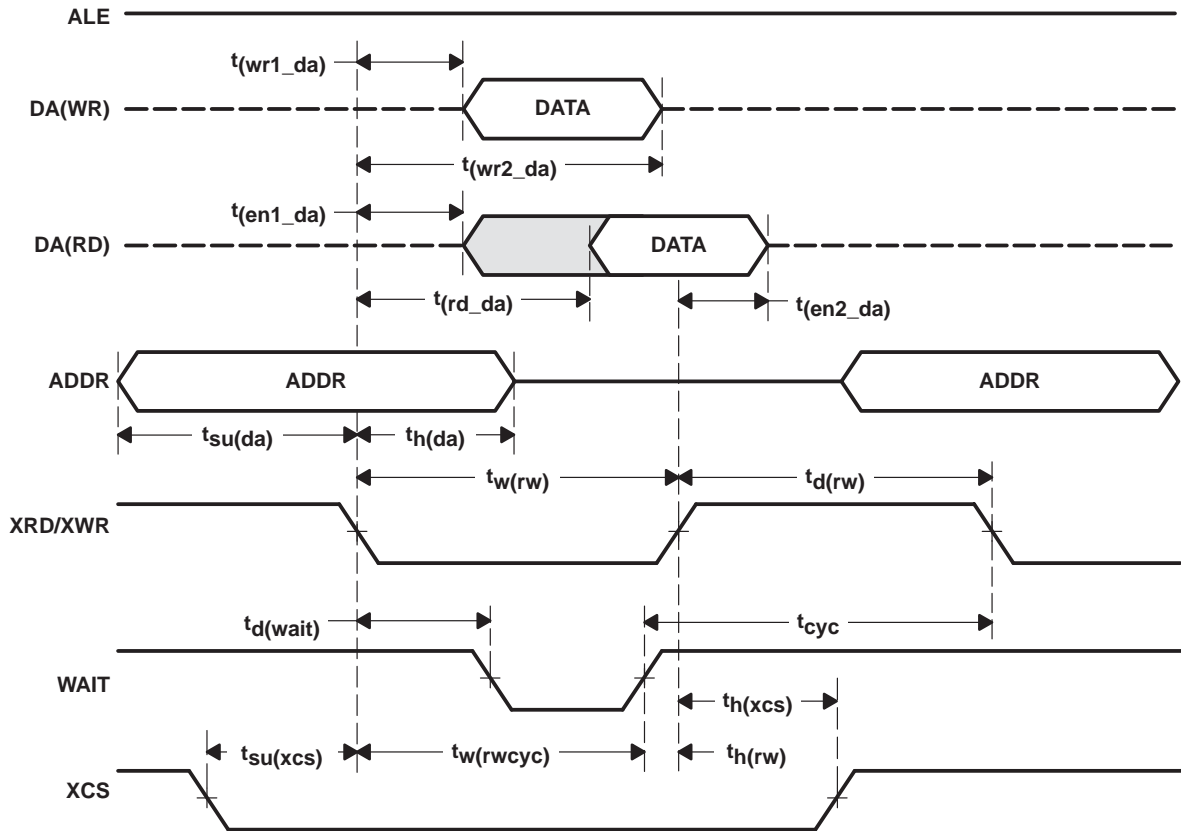 ALE
t(wr1_da)
DA(WR)
DATA
t(wr2_da)
t(en1_da)
DA(RD)
DATA
t(rd_da)
t(en2_da)
ADDR
ADDR
ADDR
tsu(da)
th(da)
tw(rw)
td(rw)
XRD/XWR
td(wait)
tcyc
WAIT
th(xcs)
tsu(xcs)
tw(rwcyc)
th(rw)
XCS